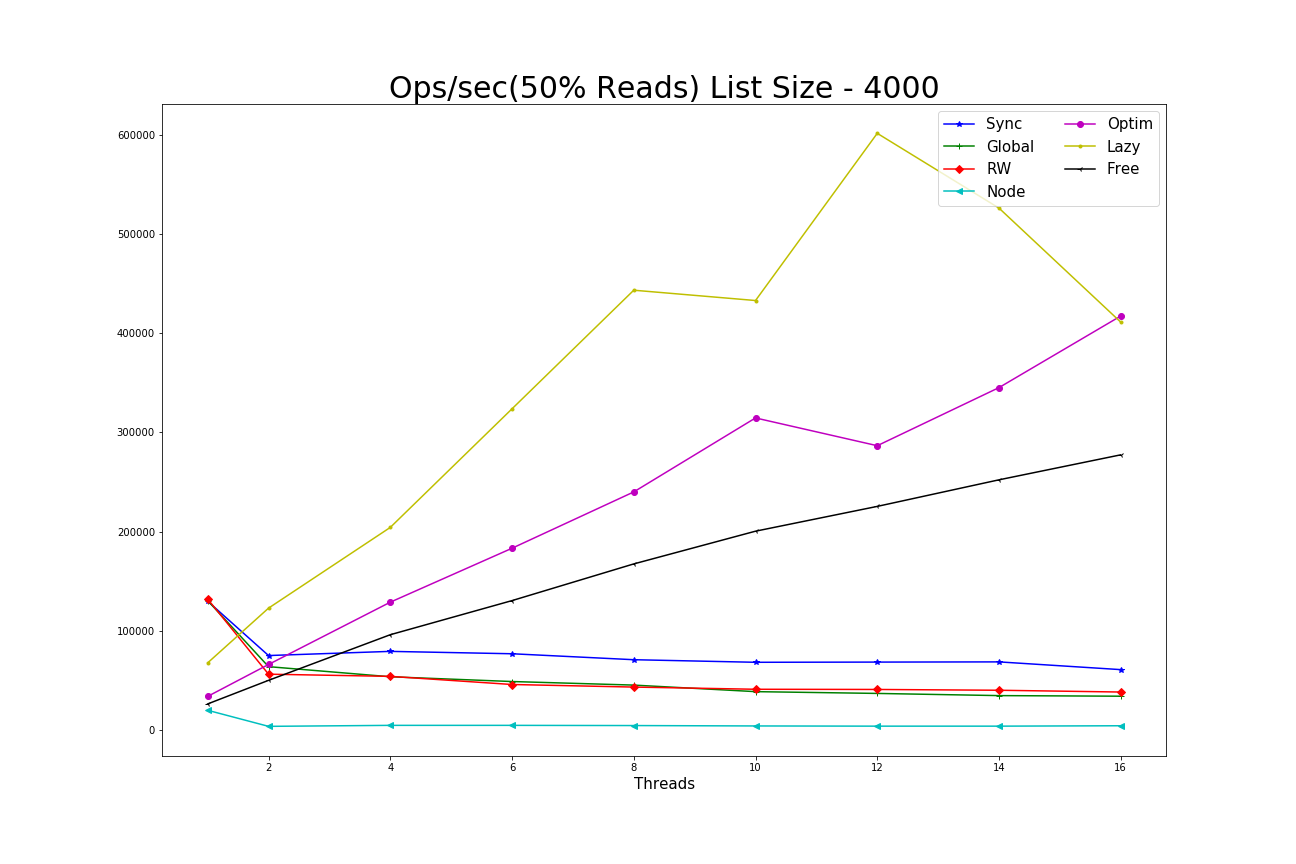 Ops/sec(50% Reads) List Size - 4000
600000
500000
400000
300000
200000
100000
0
Sync
Global
RW
Node
Optim
Lazy
Free
2 4 6 8 10 12 14 16
Threads